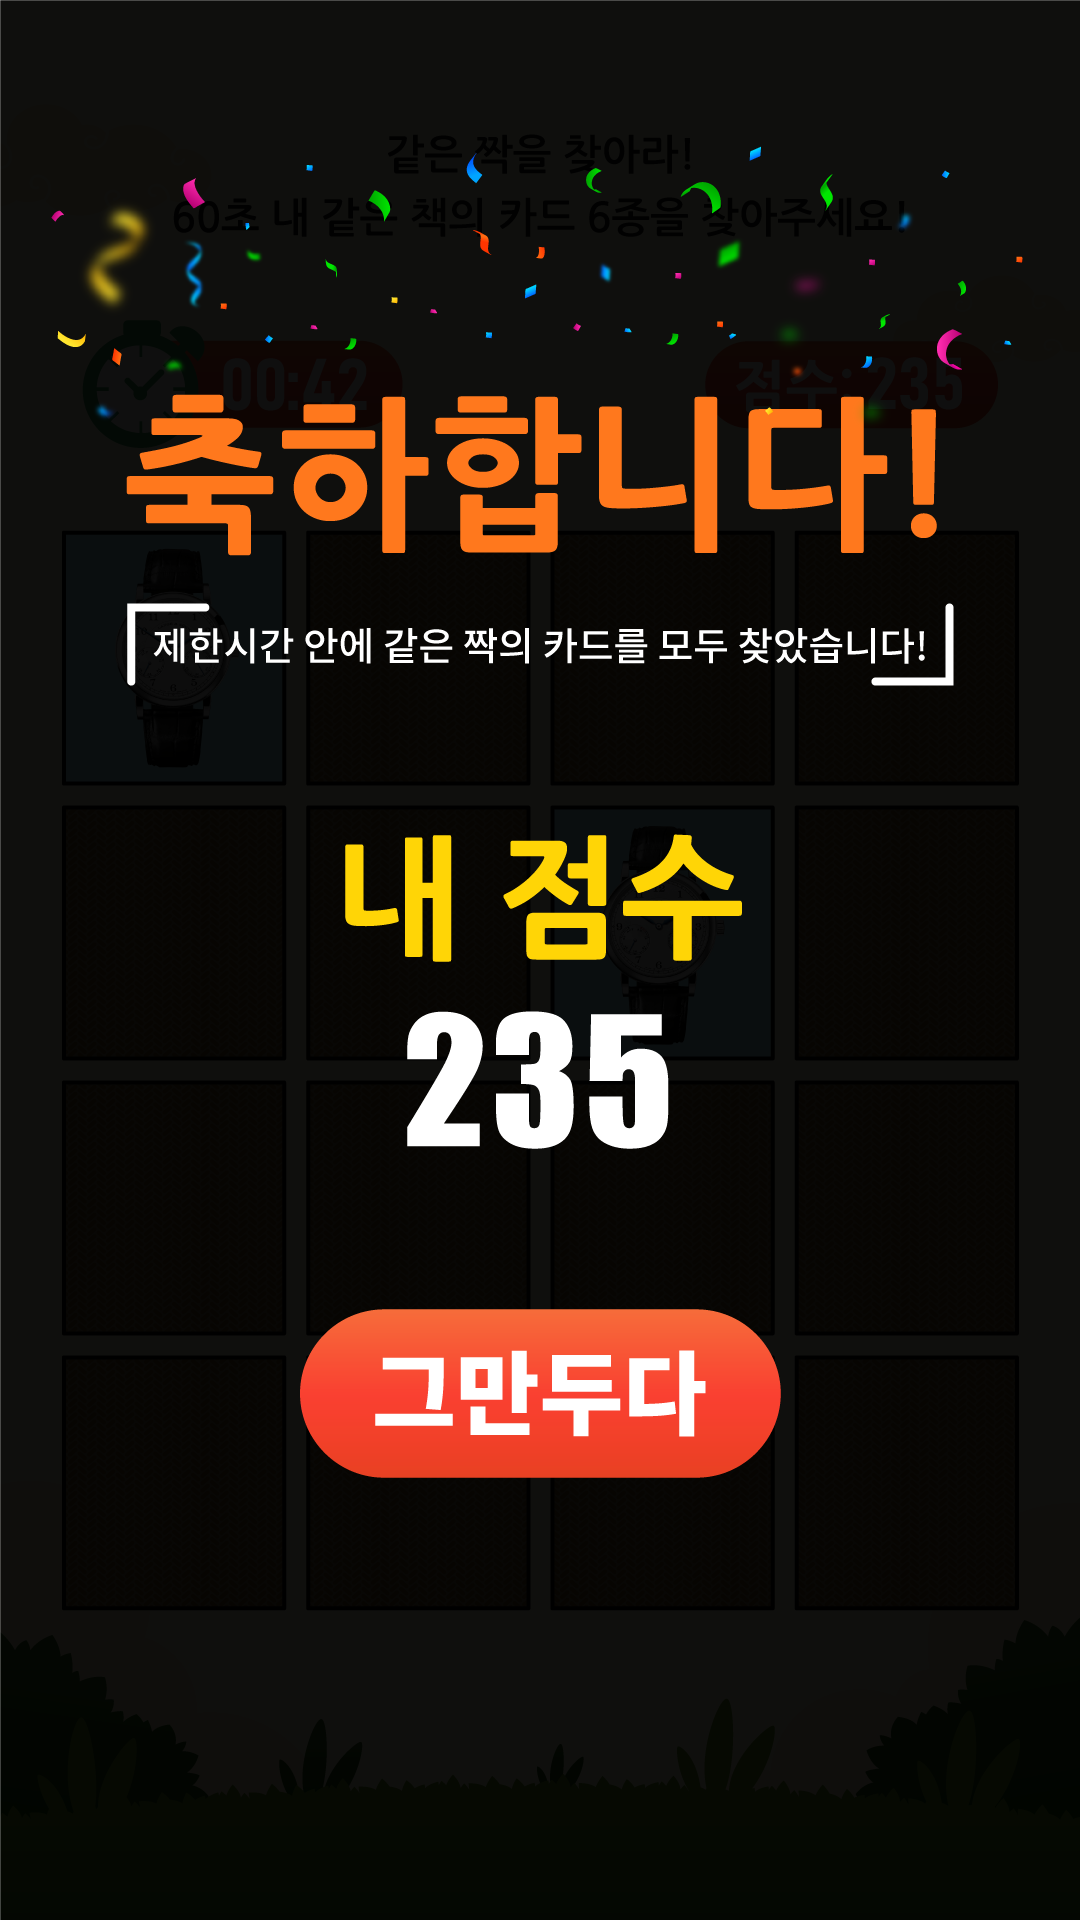 같은 짝을 찾아라!
60초 내 같은 책의 카드 6종을 찾아주세요!
00:42
점수: 235
축하합니다!
제한시간 안에 같은 짝의 카드를 모두 찾았습니다!
내 점수
235
그만두다